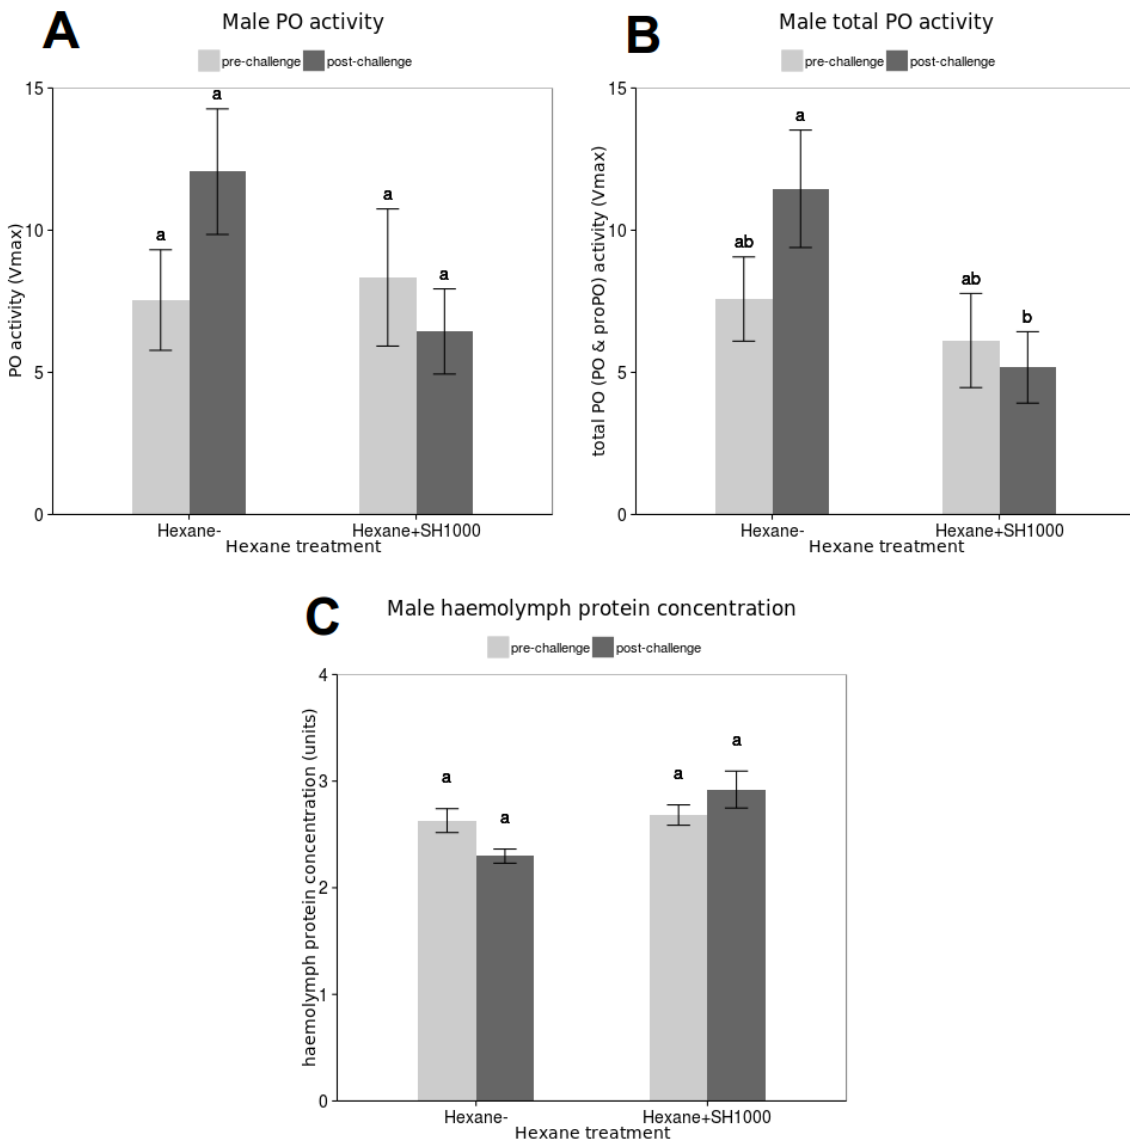 A
Male PO activity
pre-challenge post-challenge
PO activity (Vmax)
15
10
5
0
a
a
a
a
Hexane- Hexane+SH1000
Hexane treatment
B
Male total PO activity
pre-challenge post-challenge
total PO (PO & proPO) activity (Vmax)
15
10
5
0
ab
a
ab
b
Hexane- Hexane+SH1000
Hexane treatment
C
Male haemolymph protein concentration
pre-challenge post-challenge
haemolymph protein concentration (units)
4
3
2
1
0
a
a
a
a
Hexane- Hexane+SH1000
Hexane treatment